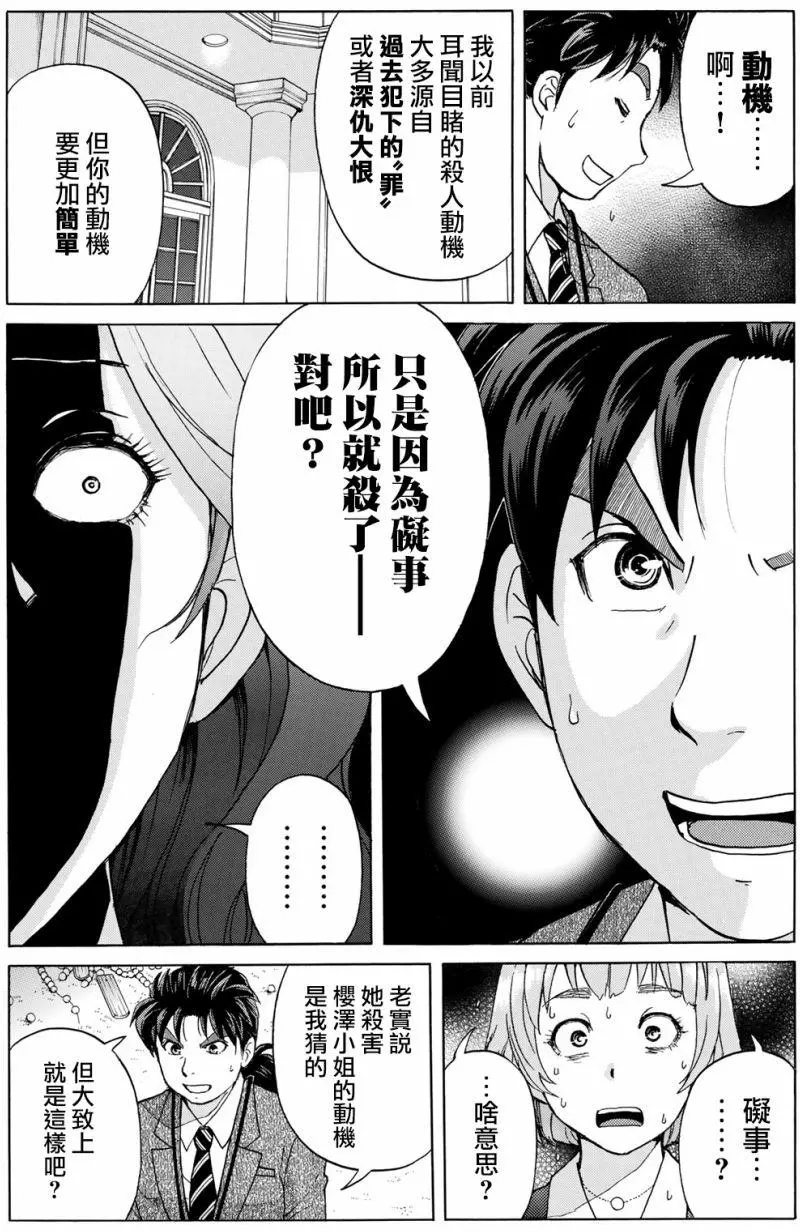 動機……
啊……！
我以前
耳聞目睹的殺人動機
大多源自
過去犯下的〝罪〞
或者深仇大恨
但你的動機
要更加簡單
只是因為礙事
所以就殺了——
對吧？
………
………
礙事…
……？
…啥意思？
老實說
她殺害
櫻澤小姐的動機
是我猜的
但大致上
就是這樣吧？